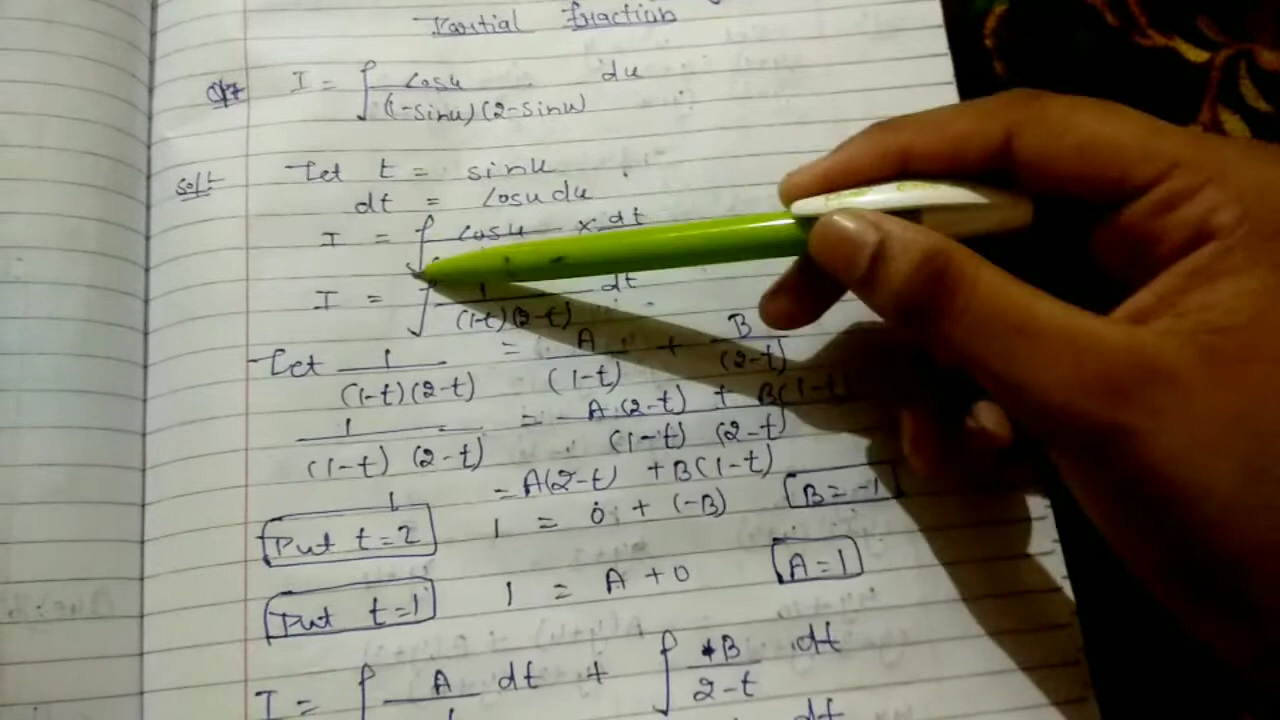 Partial fraction
I = ∫ cosu / (1-sinu)(2-sinu) du
Sol:-
Let t = sinu
dt = cosu du
I = ∫ cosu × dt
I = ∫ 1 / (1-t)(2-t) dt
Let 1 / (1-t)(2-t) = A / (1-t) + B / (2-t)
1 / (1-t) (2-t) = A(2-t) + B(1-t) / (1-t) (2-t)
1 = A(2-t) + B(1-t)
Put t=2 1 = 0 + (-B) B = -1
Put t=1 1 = A + 0 A = 1
I = ∫ A dt + ∫ B / 2-t dt
dt